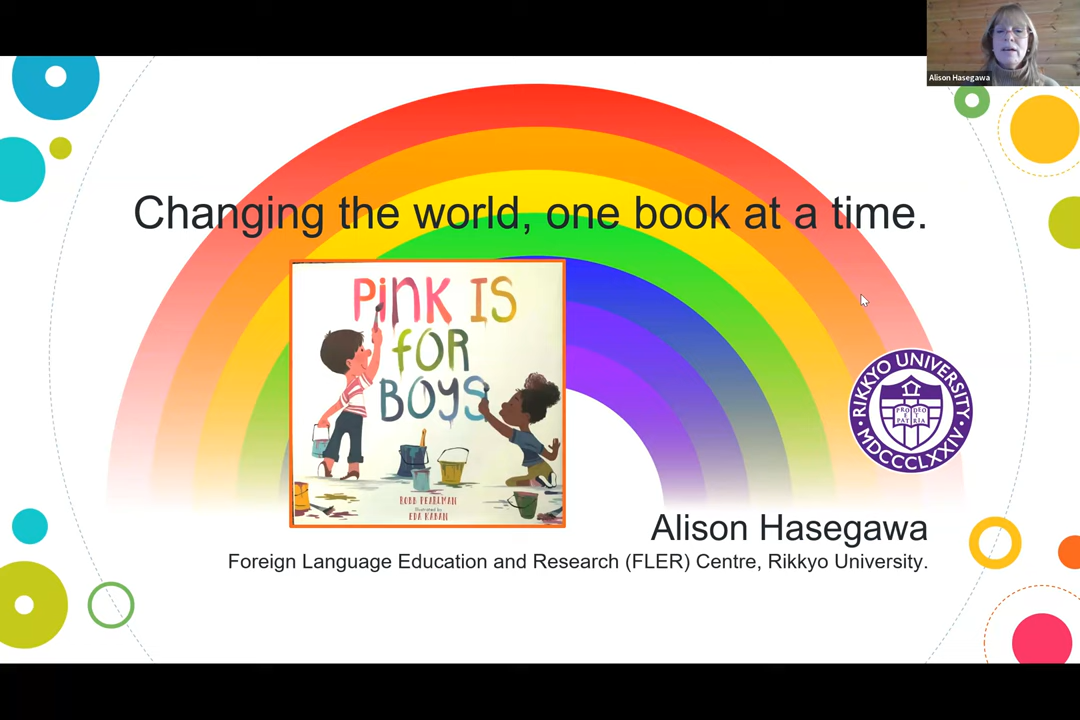 Alison Hasegawa
Changing the world, one book at a time.
PiNK IS
fOR
BOYS
ROBB PEARLMAN
Illustrated by
EDA KABAN
RIKKYO UNIVERSITY
PRO DEO
ET PATRIA
MDCCCLXXIV
Alison Hasegawa
Foreign Language Education and Research (FLER) Centre, Rikkyo University.